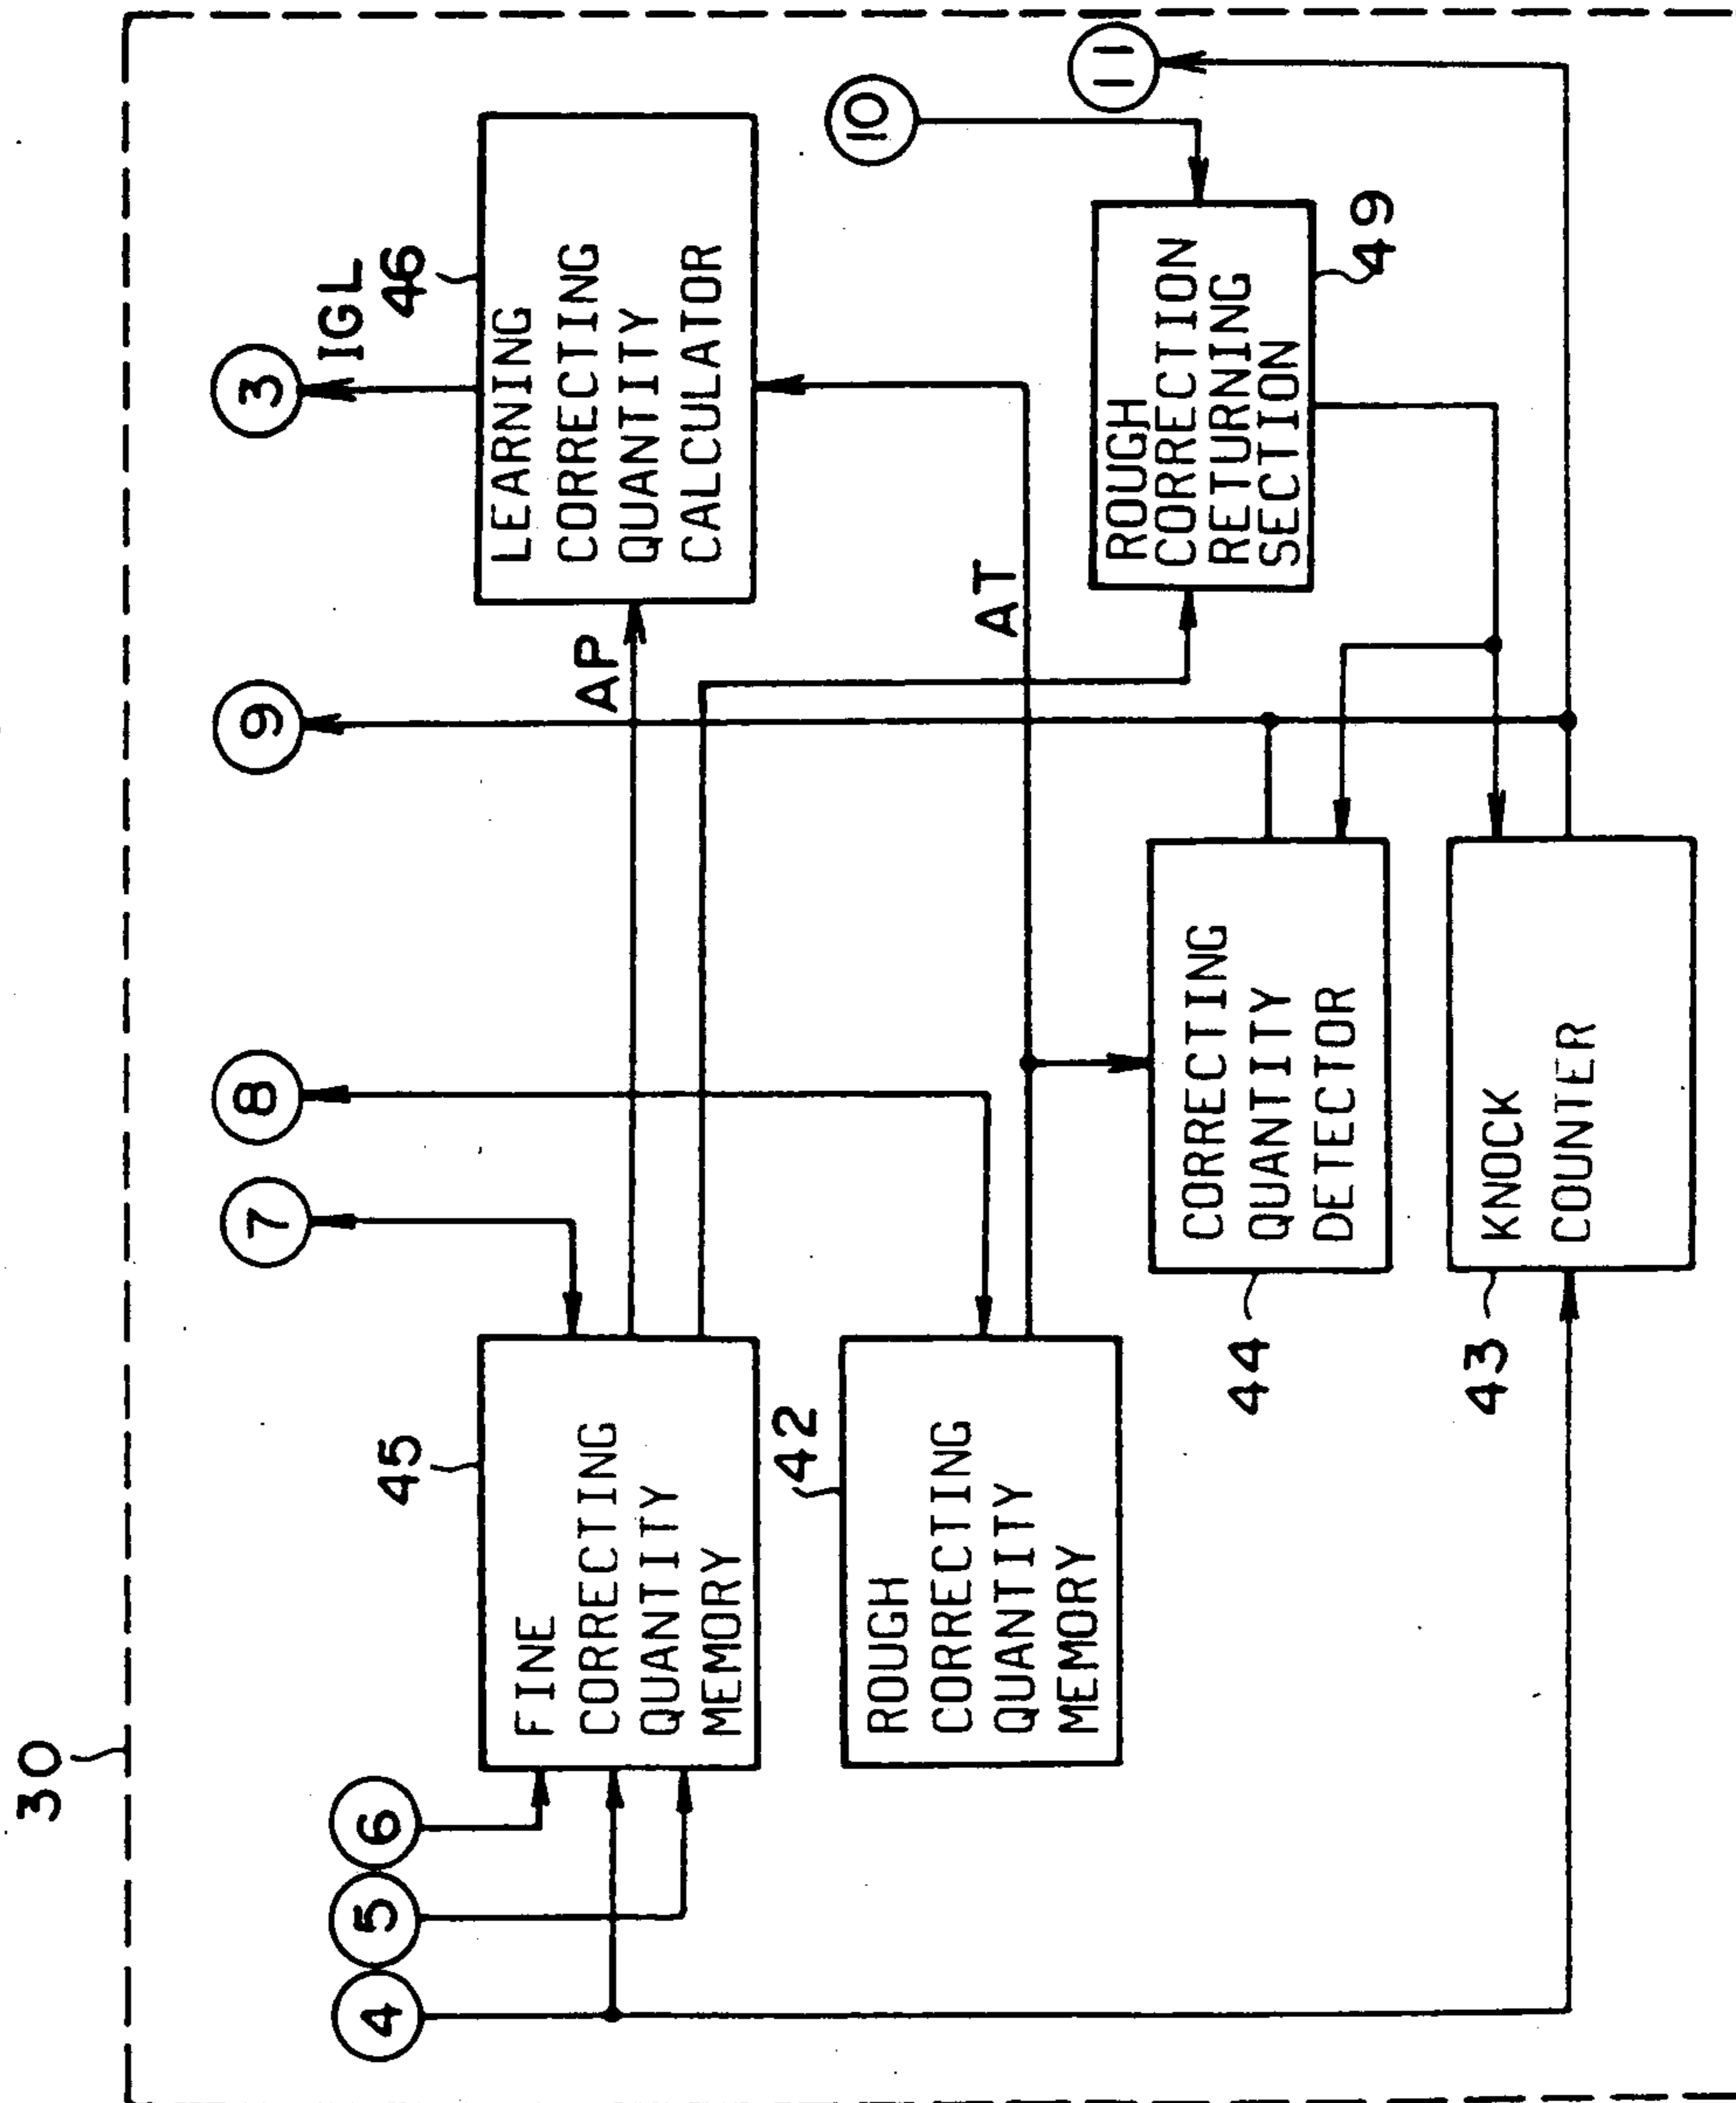 30
4
5
6
7
8
9
3
IGL
10
11
45
FINE
CORRECTING
QUANTITY
MEMORY
AP
46
LEARNING
CORRECTING
QUANTITY
CALCULATOR
42
ROUGH
CORRECTING
QUANTITY
MEMORY
AT
ROUGH
CORRECTION
RETURNING
SECTION
49
44
CORRECTING
QUANTITY
DETECTOR
43
KNOCK
COUNTER